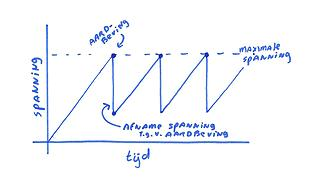 AARD-
BEVING
MAXIMALE
SPANNING
SPANNING
AFNAME SPANNING
T.G.V. AARDBEVING
tijd